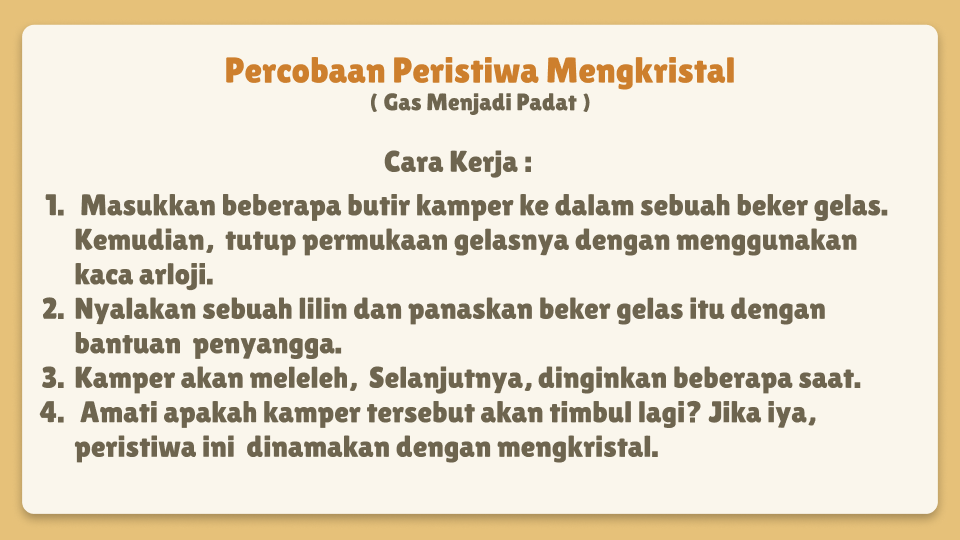 Percobaan Peristiwa Mengkristal
( Gas Menjadi Padat )
Cara Kerja :
1. Masukkan beberapa butir kamper ke dalam sebuah beker gelas.
Kemudian, tutup permukaan gelasnya dengan menggunakan
kaca arloji.
2. Nyalakan sebuah lilin dan panaskan beker gelas itu dengan
bantuan penyangga.
3. Kamper akan meleleh, Selanjutnya, dinginkan beberapa saat.
4. Amati apakah kamper tersebut akan timbul lagi? Jika iya,
peristiwa ini dinamakan dengan mengkristal.